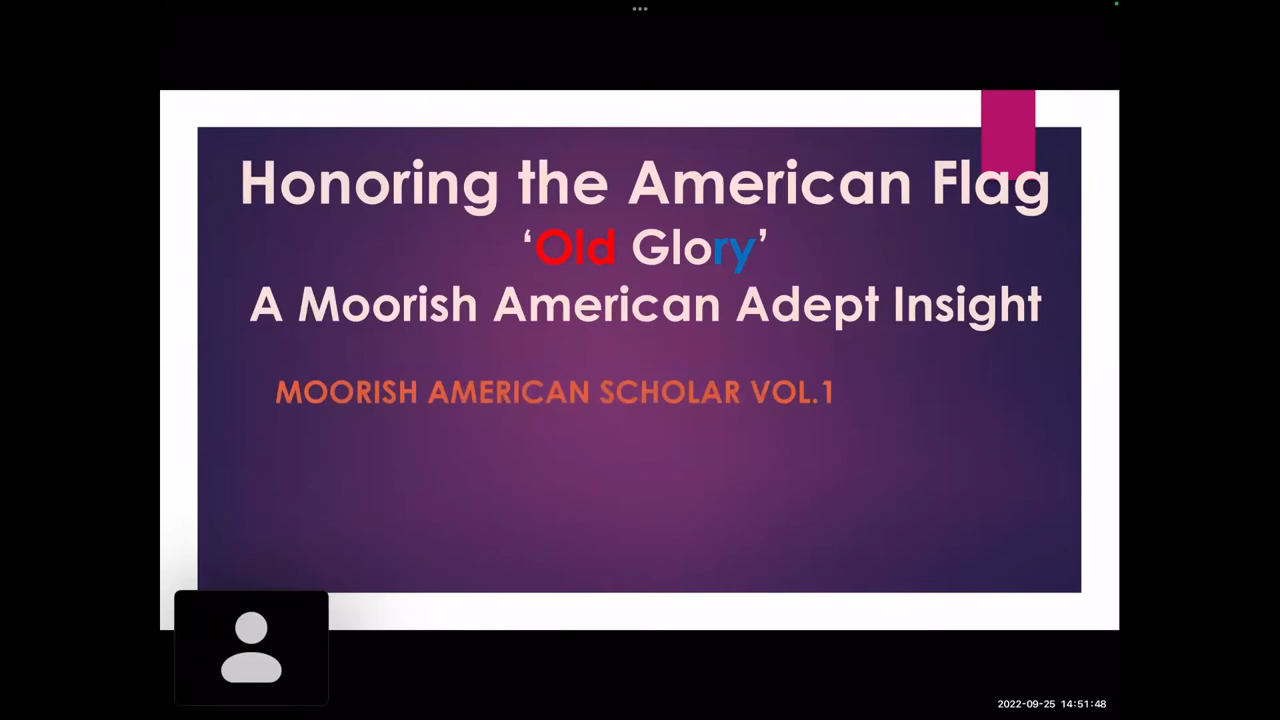 Honoring the American Flag
‘Old Glory’
A Moorish American Adept Insight
MOORISH AMERICAN SCHOLAR VOL.1
2022-09-25 14:51:48